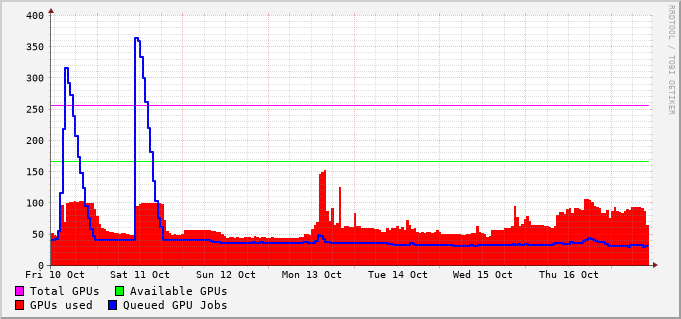 400
350
300
250
200
150
100
50
0
Fri 10 Oct Sat 11 Oct Sun 12 Oct Mon 13 Oct Tue 14 Oct Wed 15 Oct Thu 16 Oct
Total GPUs Available GPUs
GPUs used Queued GPU Jobs
RRDTOOL / TOBI OETIKER